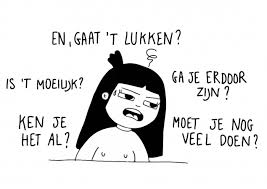 EN, GAAT 'T LUKKEN?
IS 'T MOEILIJK?
GA JE ERDOOR
ZIJN?
KEN JE
HET AL?
MOET JE NOG
VEEL DOEN?